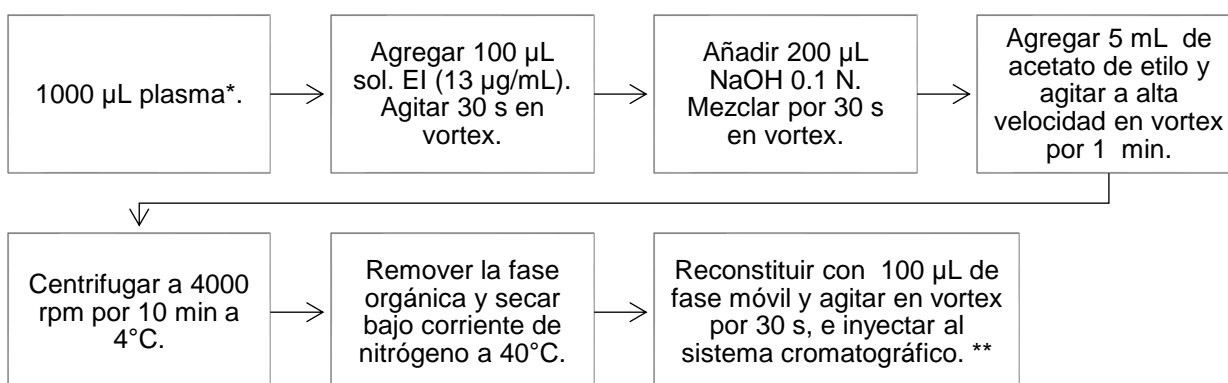 1000 µL plasma*.
Agregar 100 µL
sol. EI (13 µg/mL).
Agitar 30 s en
vortex.
Añadir 200 µL
NaOH 0.1 N.
Mezclar por 30 s
en vortex.
Agregar 5 mL de
acetato de etilo y
agitar a alta
velocidad en vortex
por 1 min.
Centrifugar a 4000
rpm por 10 min a
4°C.
Remover la fase
orgánica y secar
bajo corriente de
nitrógeno a 40°C.
Reconstituir con 100 µL de
fase móvil y agitar en vortex
por 30 s, e inyectar al
sistema cromatográfico. **